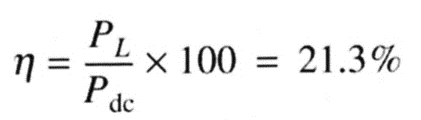 η = P_L / P_dc × 100 = 21.3%